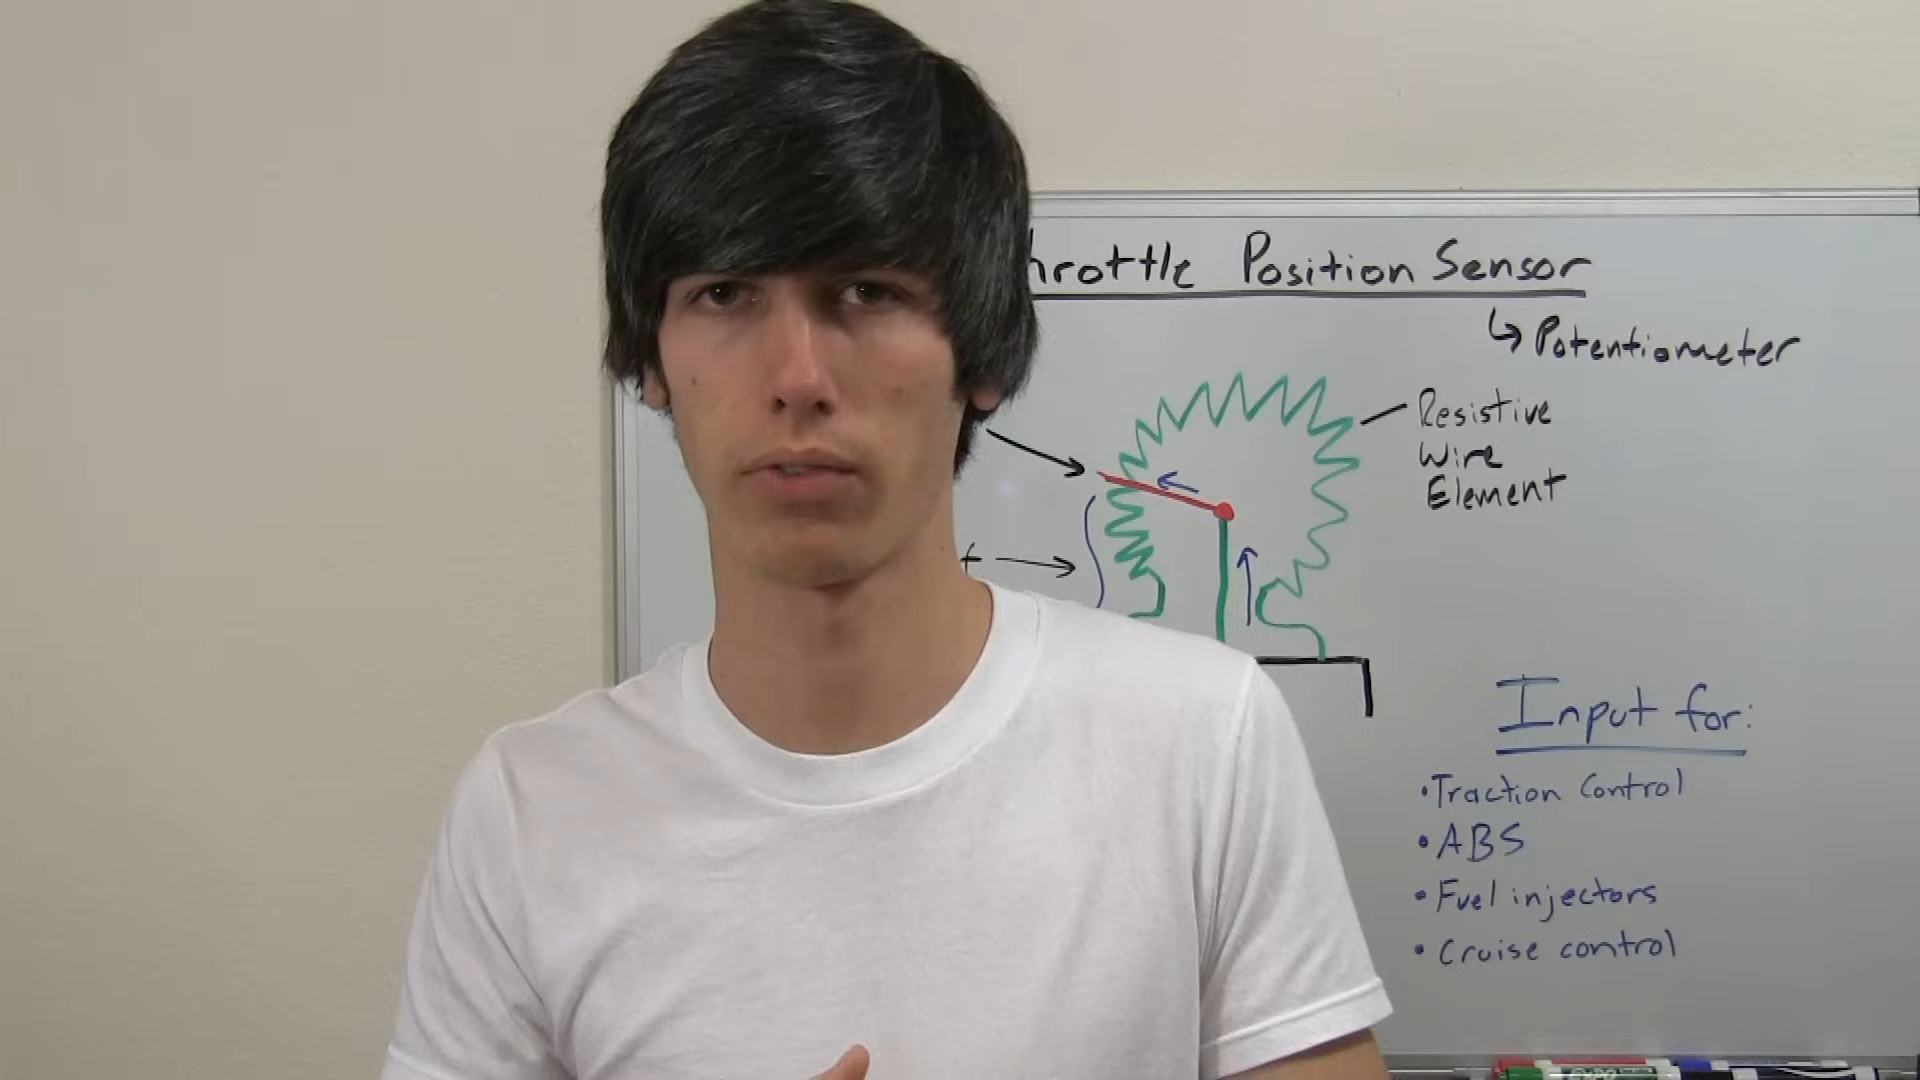 hrottle Position Sensor
↳ Potentiometer
Resistive
Wire
Element
Input for:
• Traction Control
• ABS
• Fuel injectors
• Cruise control